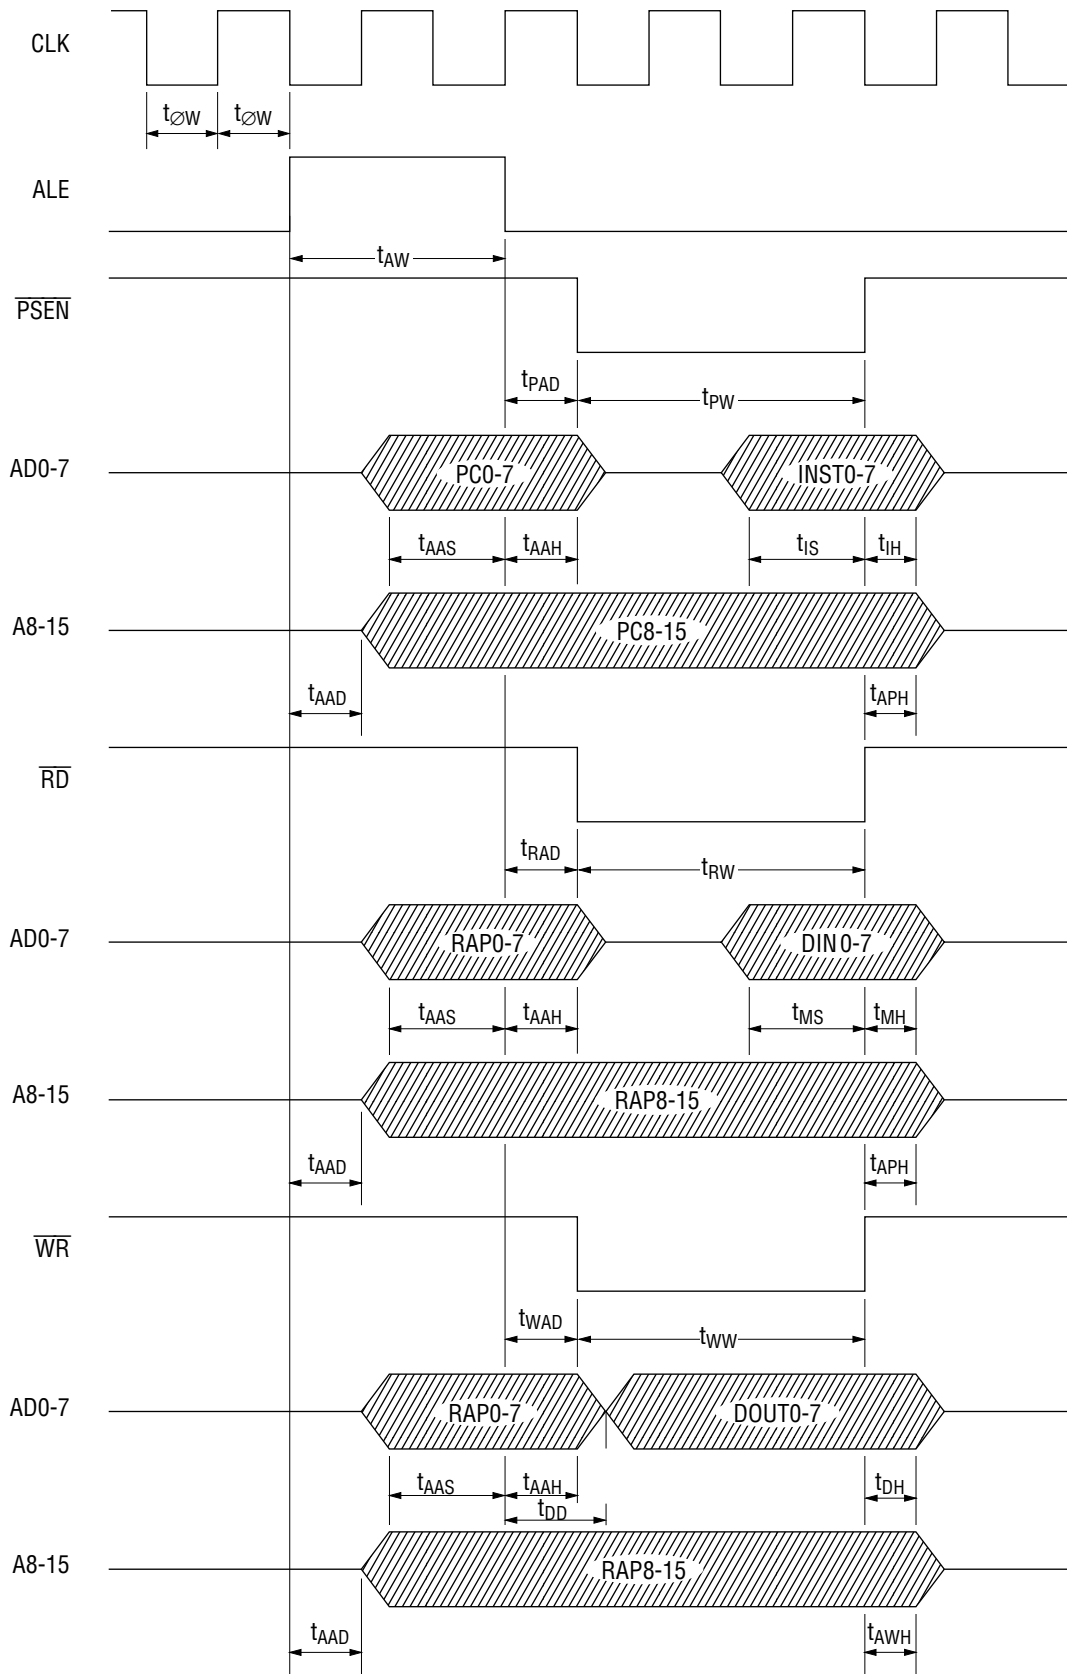 CLK
tØW tØW
ALE
tAW
PSEN
tPAD tPW
AD0-7 PC0-7 INST0-7
tAAS tAAH tIS tIH
A8-15 PC8-15
tAAD tAPH
RD
tRAD tRW
AD0-7 RAP0-7 DIN0-7
tAAS tAAH tMS tMH
A8-15 RAP8-15
tAAD tAPH
WR
tWAD tWW
AD0-7 RAP0-7 DOUT0-7
tAAS tAAH tDH
tDD
A8-15 RAP8-15
tAAD tAWH